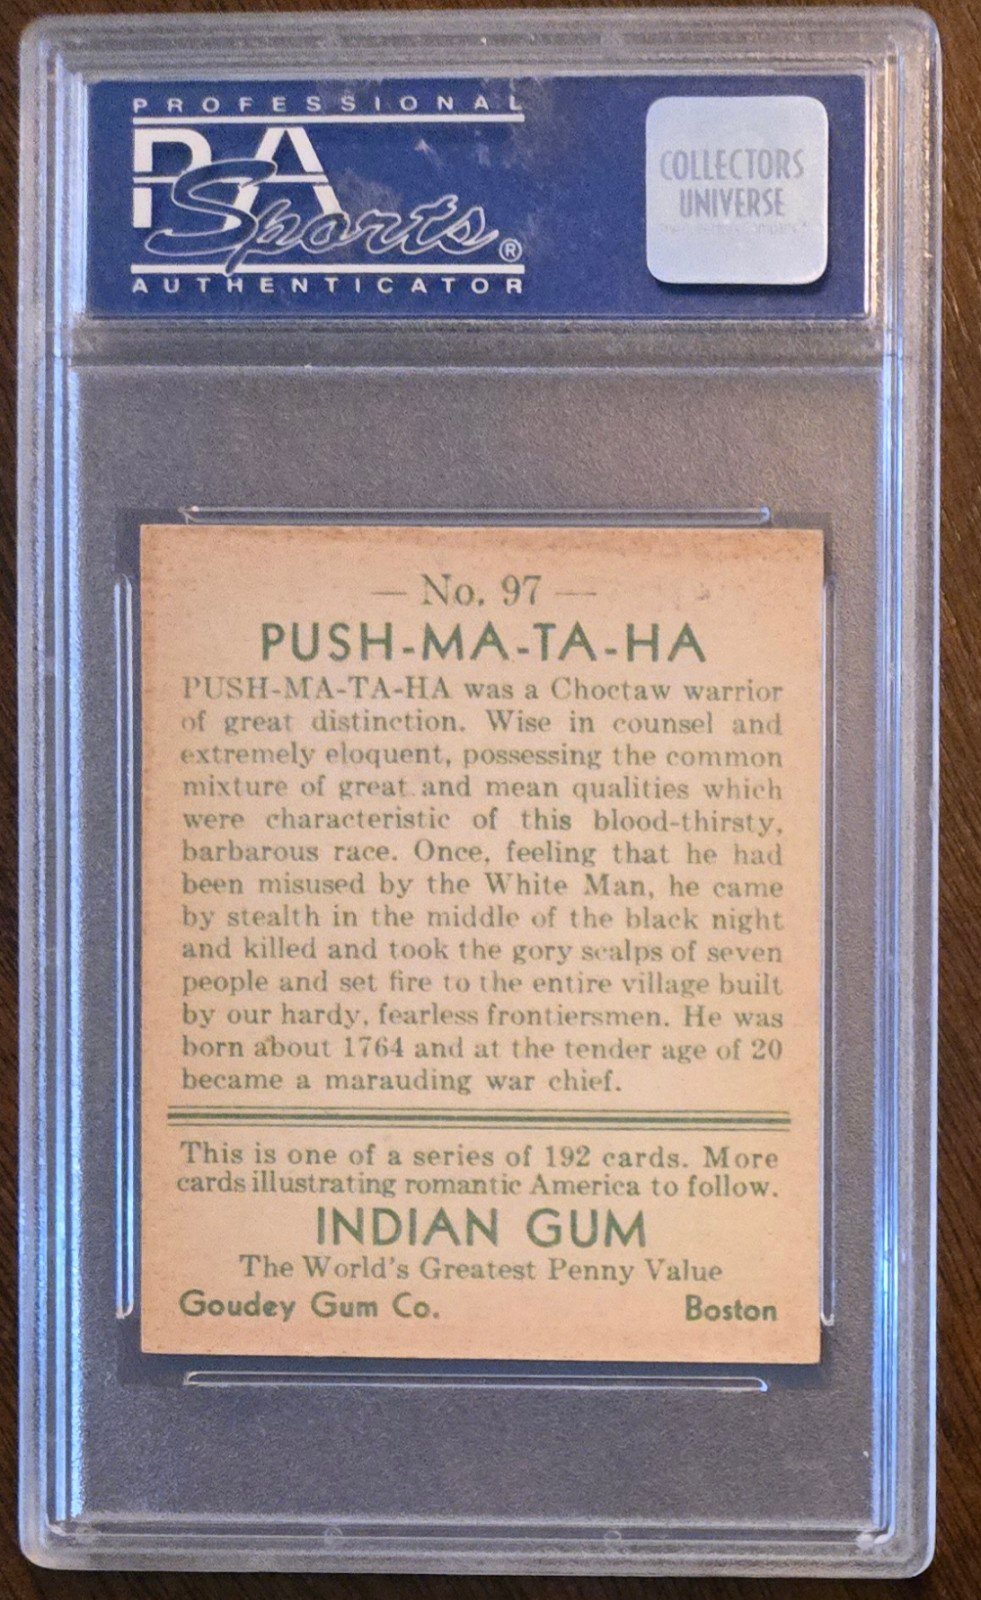 PROFESSIONAL
PSA
Sports®
AUTHENTICATOR
COLLECTORS
UNIVERSE
— No. 97 —
PUSH-MA-TA-HA
PUSH-MA-TA-HA was a Choctaw warrior
of great distinction. Wise in counsel and
extremely eloquent, possessing the common
mixture of great and mean qualities which
were characteristic of this blood-thirsty,
barbarous race. Once, feeling that he had
been misused by the White Man, he came
by stealth in the middle of the black night
and killed and took the gory scalps of seven
people and set fire to the entire village built
by our hardy, fearless frontiersmen. He was
born about 1764 and at the tender age of 20
became a marauding war chief.
This is one of a series of 192 cards. More
cards illustrating romantic America to follow.
INDIAN GUM
The World's Greatest Penny Value
Goudey Gum Co. Boston